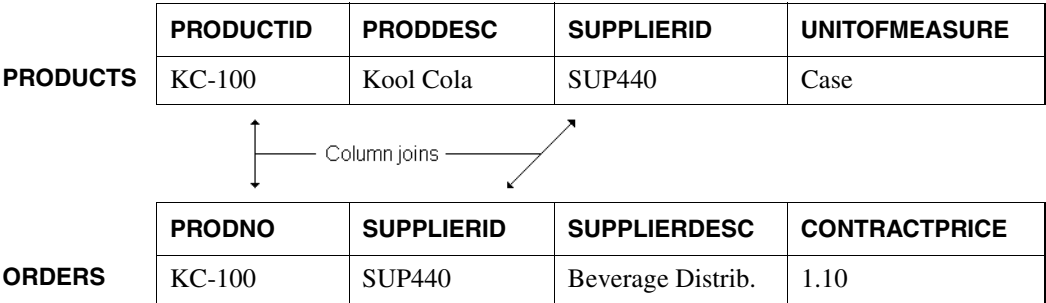 PRODUCTID PRODDESC SUPPLIERID UNITOFMEASURE
PRODUCTS KC-100 Kool Cola SUP440 Case
Column joins
PRODNO SUPPLIERID SUPPLIERDESC CONTRACTPRICE
ORDERS KC-100 SUP440 Beverage Distrib. 1.10